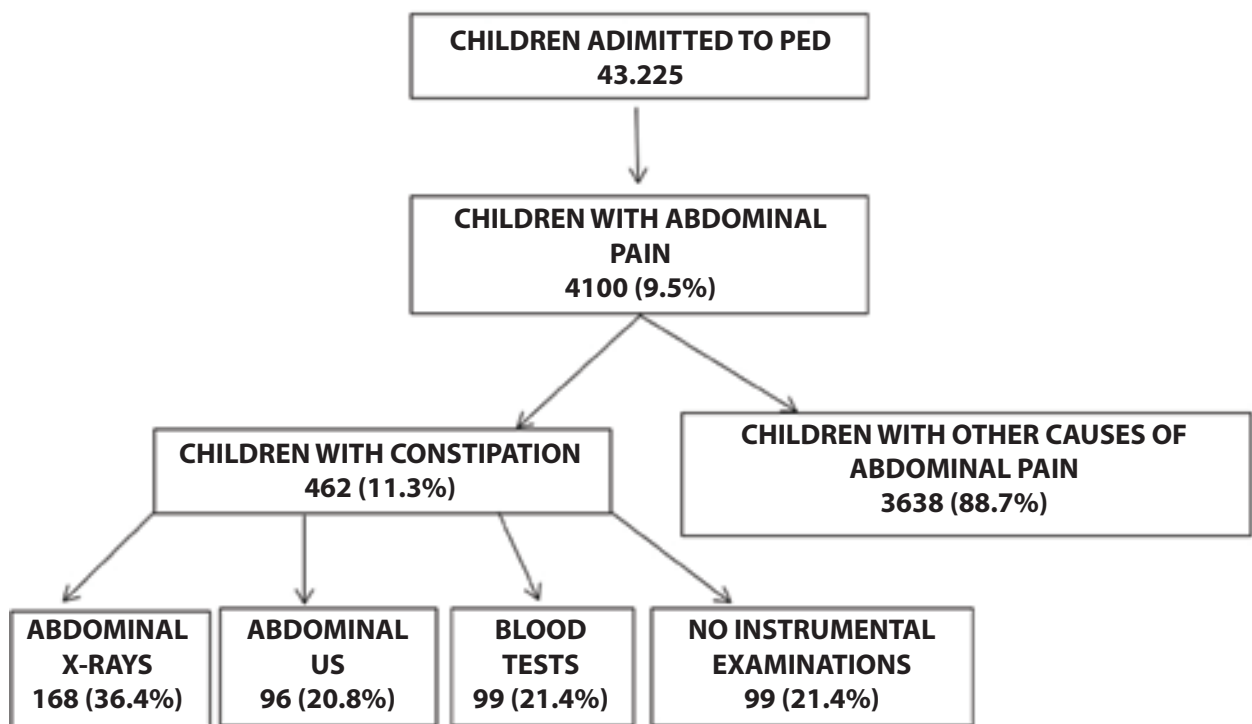 CHILDREN ADIMITTED TO PED
43.225
CHILDREN WITH ABDOMINAL
PAIN
4100 (9.5%)
CHILDREN WITH CONSTIPATION
462 (11.3%)
CHILDREN WITH OTHER CAUSES OF
ABDOMINAL PAIN
3638 (88.7%)
ABDOMINAL
X-RAYS
168 (36.4%)
ABDOMINAL
US
96 (20.8%)
BLOOD
TESTS
99 (21.4%)
NO INSTRUMENTAL
EXAMINATIONS
99 (21.4%)